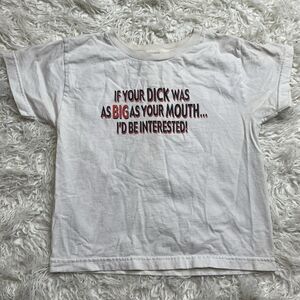 IF YOUR DICK WAS
AS BIG AS YOUR MOUTH...
I'D BE INTERESTED!